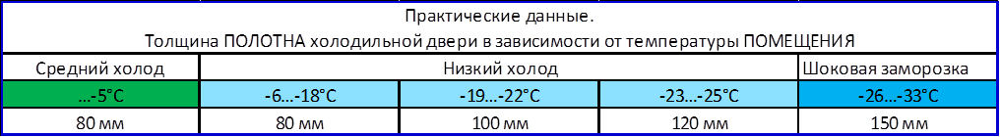 Практические данные.
Толщина ПОЛОТНА холодильной двери в зависимости от температуры ПОМЕЩЕНИЯ
Средний холод Низкий холод Шоковая заморозка
...-5°C -6...-18°C -19...-22°C -23...-25°C -26...-33°C
80 мм 80 мм 100 мм 120 мм 150 мм